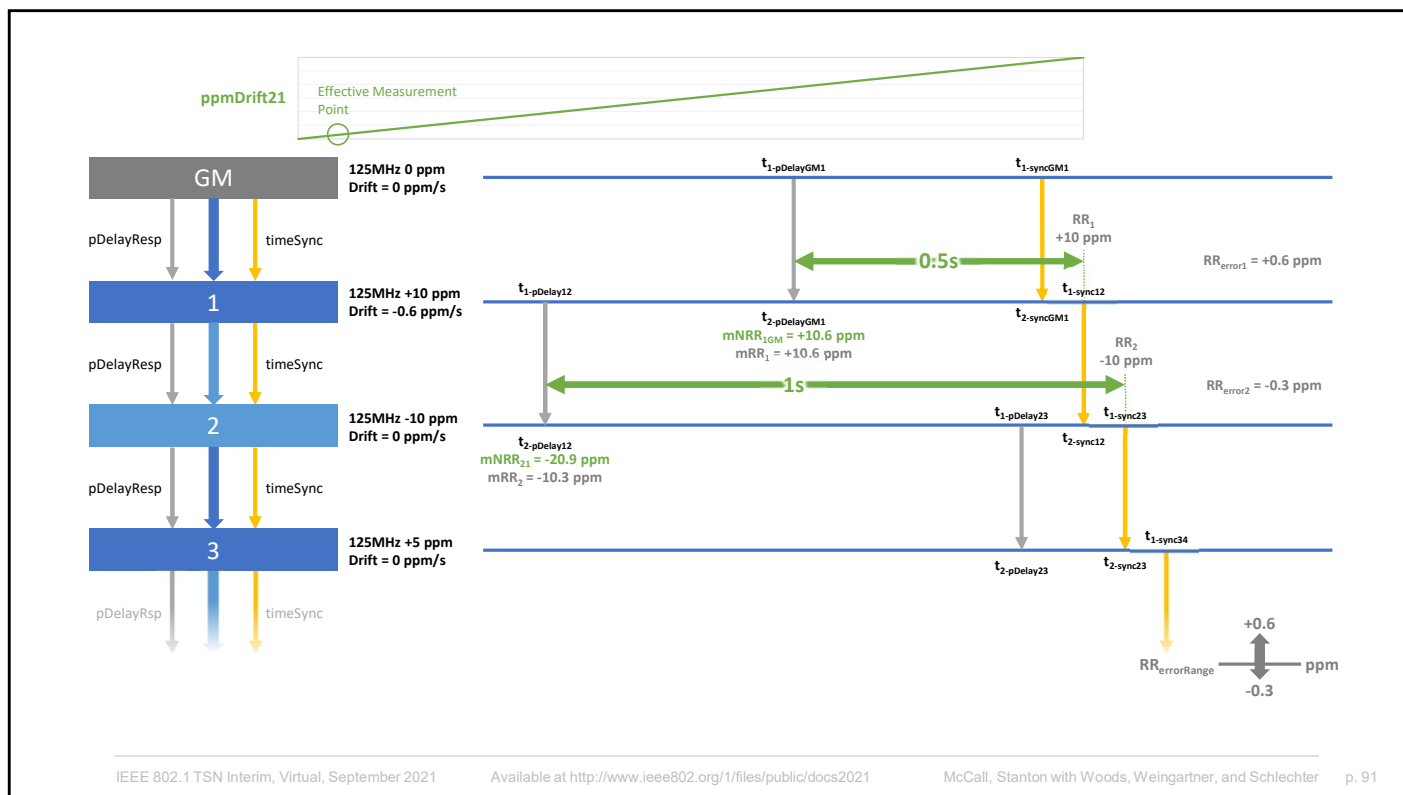 ppmDrift21
Effective Measurement
Point
GM
125MHz 0 ppm
Drift = 0 ppm/s
t1-pDelayGM1
t1-syncGM1
pDelayResp
timeSync
RR1
+10 ppm
0.5s
RRerror1 = +0.6 ppm
1
125MHz +10 ppm
Drift = -0.6 ppm/s
t1-pDelay12
t1-sync12
t2-pDelayGM1
t2-syncGM1
mNRR1GM = +10.6 ppm
mRR1 = +10.6 ppm
pDelayResp
timeSync
RR2
-10 ppm
1s
RRerror2 = -0.3 ppm
2
125MHz -10 ppm
Drift = 0 ppm/s
t1-pDelay23
t1-sync23
t2-pDelay12
t2-sync12
mNRR21 = -20.9 ppm
mRR2 = -10.3 ppm
pDelayResp
timeSync
3
125MHz +5 ppm
Drift = 0 ppm/s
t1-sync34
t2-pDelay23
t2-sync23
pDelayRsp
timeSync
+0.6
RRerrorRange
ppm
-0.3
IEEE 802.1 TSN Interim, Virtual, September 2021
Available at http://www.ieee802.org/1/files/public/docs2021
McCall, Stanton with Woods, Weingartner, and Schlechter
p. 91